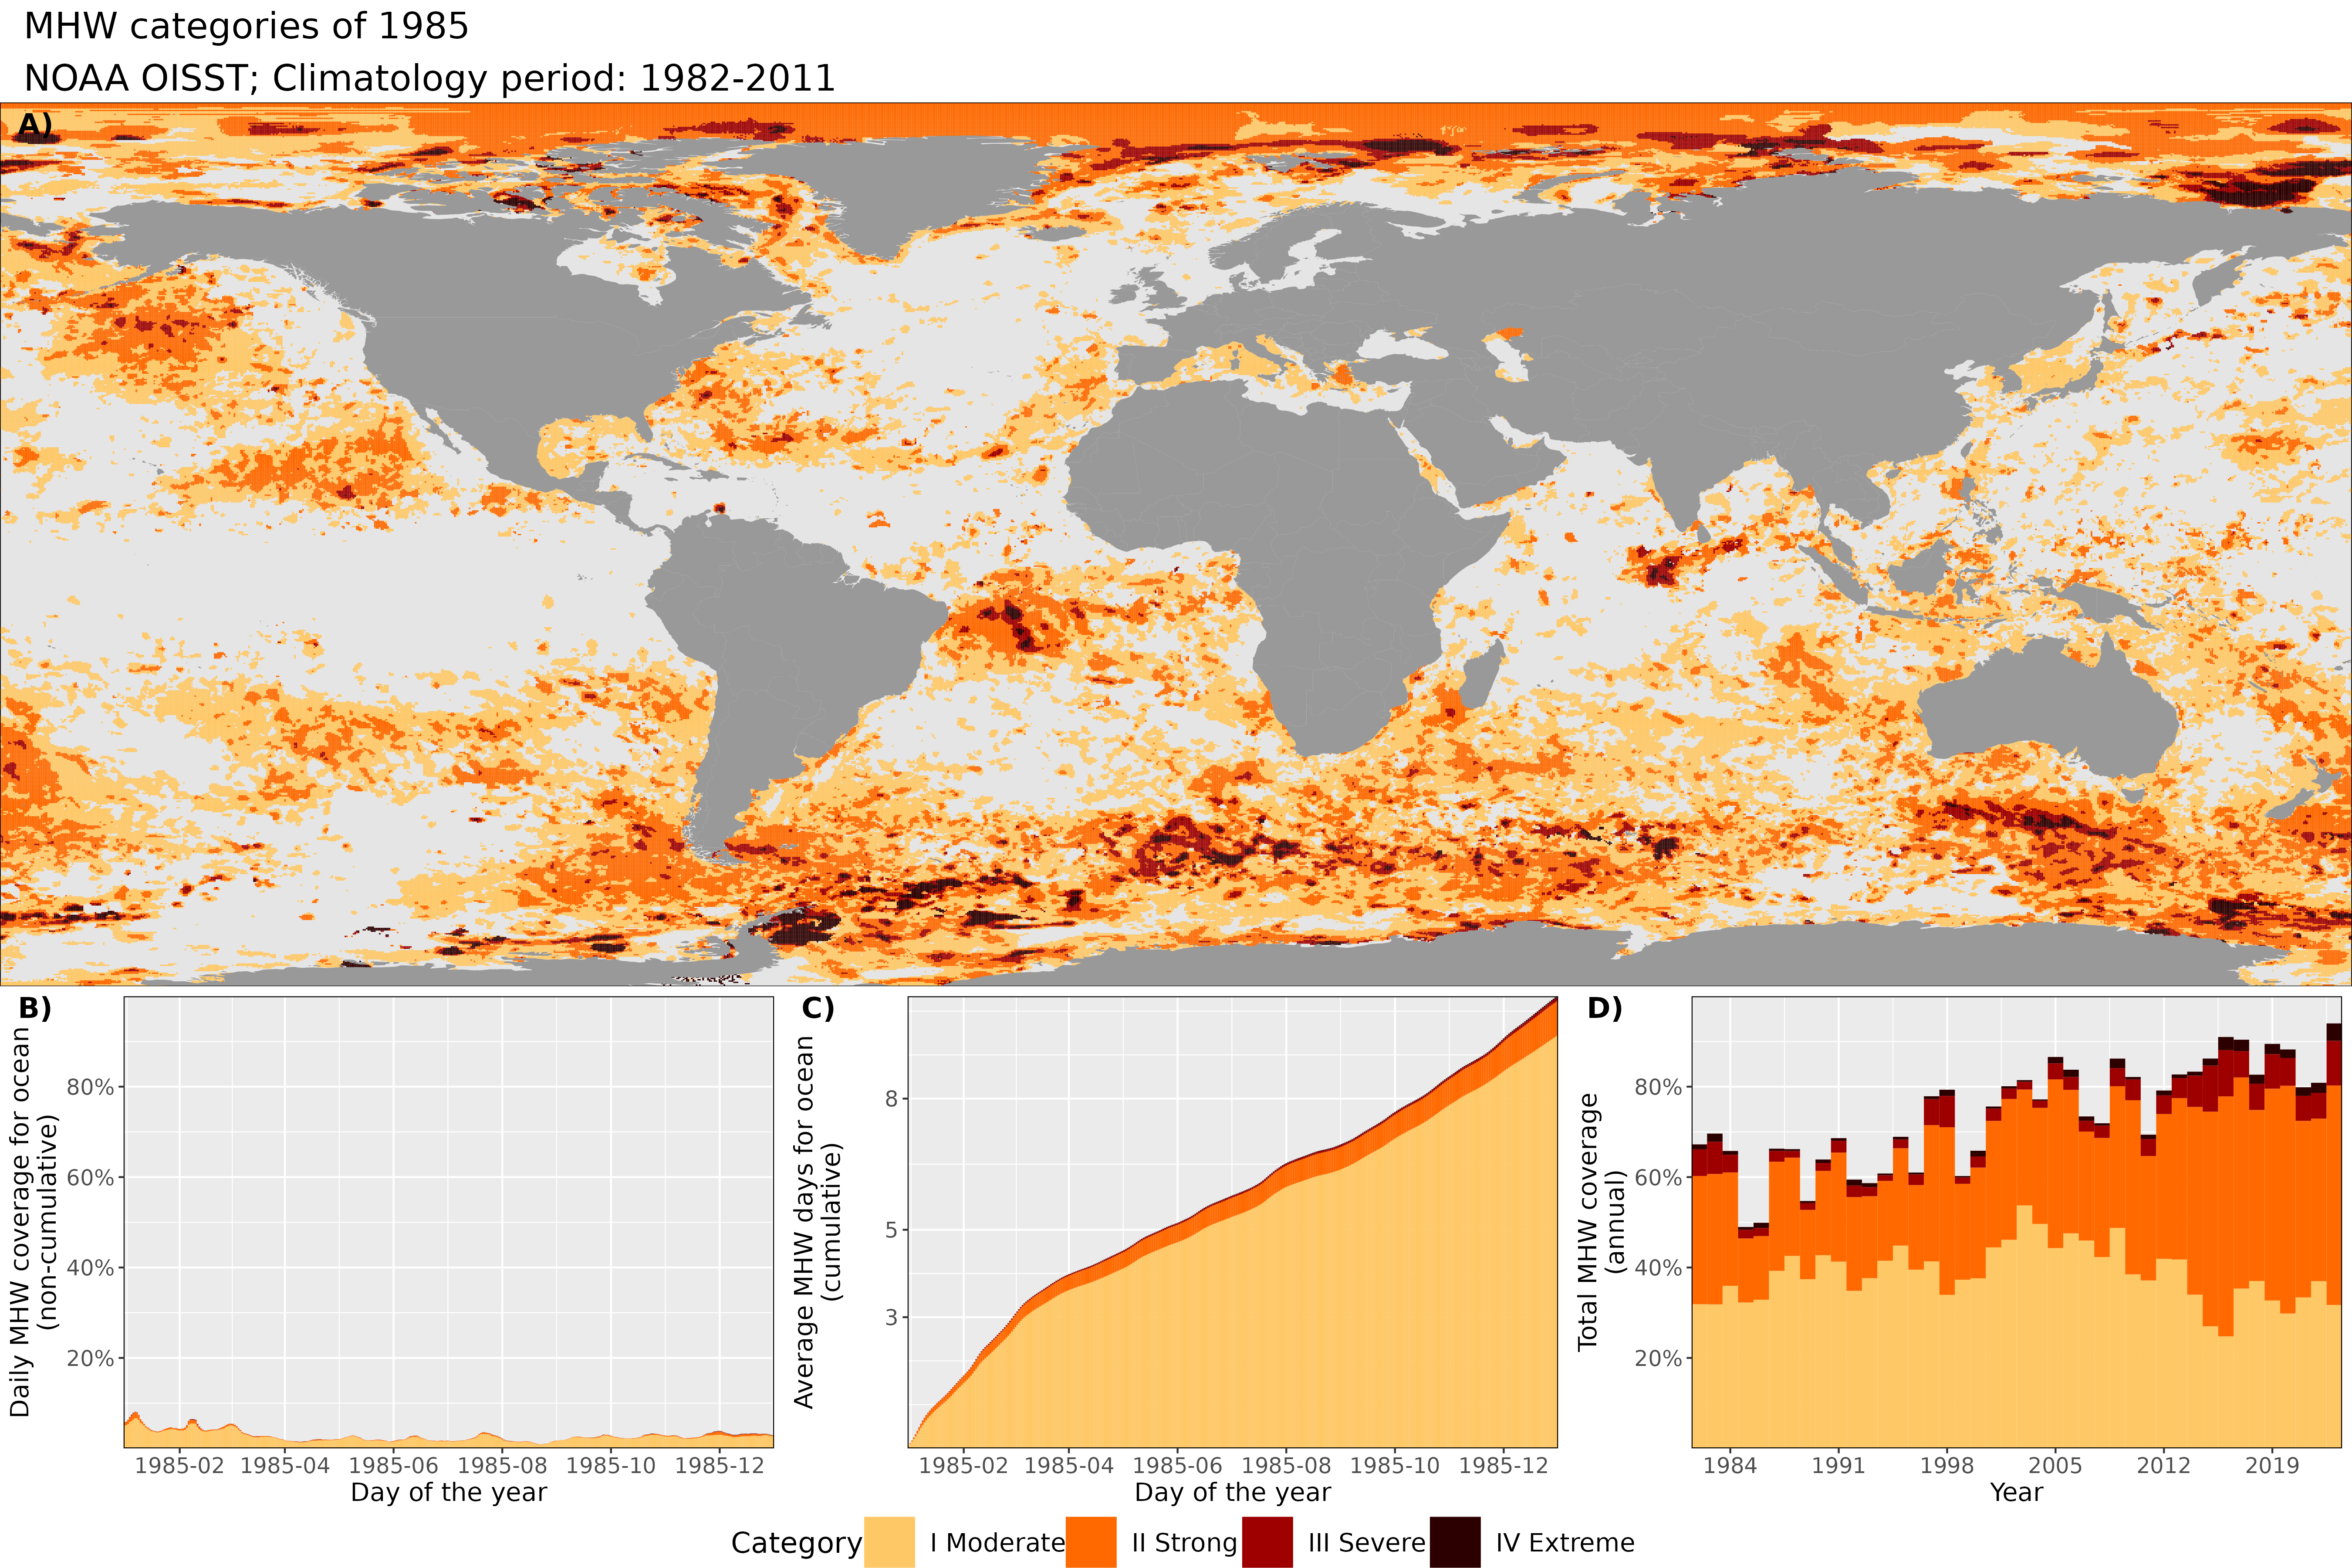 MHW categories of 1985
NOAA OISST; Climatology period: 1982-2011
A)
B)
Daily MHW coverage for ocean
(non-cumulative)
80%
60%
40%
20%
1985-02 1985-04 1985-06 1985-08 1985-10 1985-12
Day of the year
C)
Average MHW days for ocean
(cumulative)
8
5
3
1985-02 1985-04 1985-06 1985-08 1985-10 1985-12
Day of the year
D)
Total MHW coverage
(annual)
80%
60%
40%
20%
1984 1991 1998 2005 2012 2019
Year
Category I Moderate II Strong III Severe IV Extreme